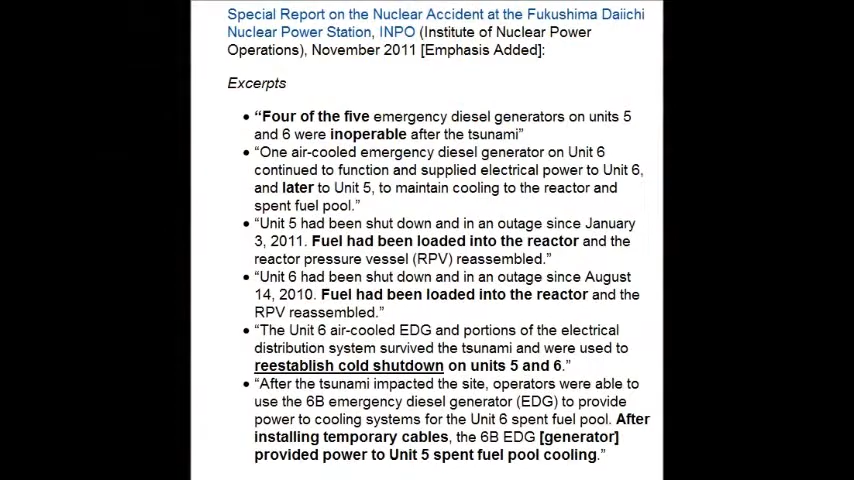 Special Report on the Nuclear Accident at the Fukushima Daiichi
Nuclear Power Station, INPO (Institute of Nuclear Power
Operations), November 2011 [Emphasis Added]:
Excerpts
• “Four of the five emergency diesel generators on units 5
and 6 were inoperable after the tsunami”
• “One air-cooled emergency diesel generator on Unit 6
continued to function and supplied electrical power to Unit 6,
and later to Unit 5, to maintain cooling to the reactor and
spent fuel pool.”
• “Unit 5 had been shut down and in an outage since January
3, 2011. Fuel had been loaded into the reactor and the
reactor pressure vessel (RPV) reassembled.”
• “Unit 6 had been shut down and in an outage since August
14, 2010. Fuel had been loaded into the reactor and the
RPV reassembled.”
• “The Unit 6 air-cooled EDG and portions of the electrical
distribution system survived the tsunami and were used to
reestablish cold shutdown on units 5 and 6.”
• “After the tsunami impacted the site, operators were able to
use the 6B emergency diesel generator (EDG) to provide
power to cooling systems for the Unit 6 spent fuel pool. After
installing temporary cables, the 6B EDG [generator]
provided power to Unit 5 spent fuel pool cooling.”